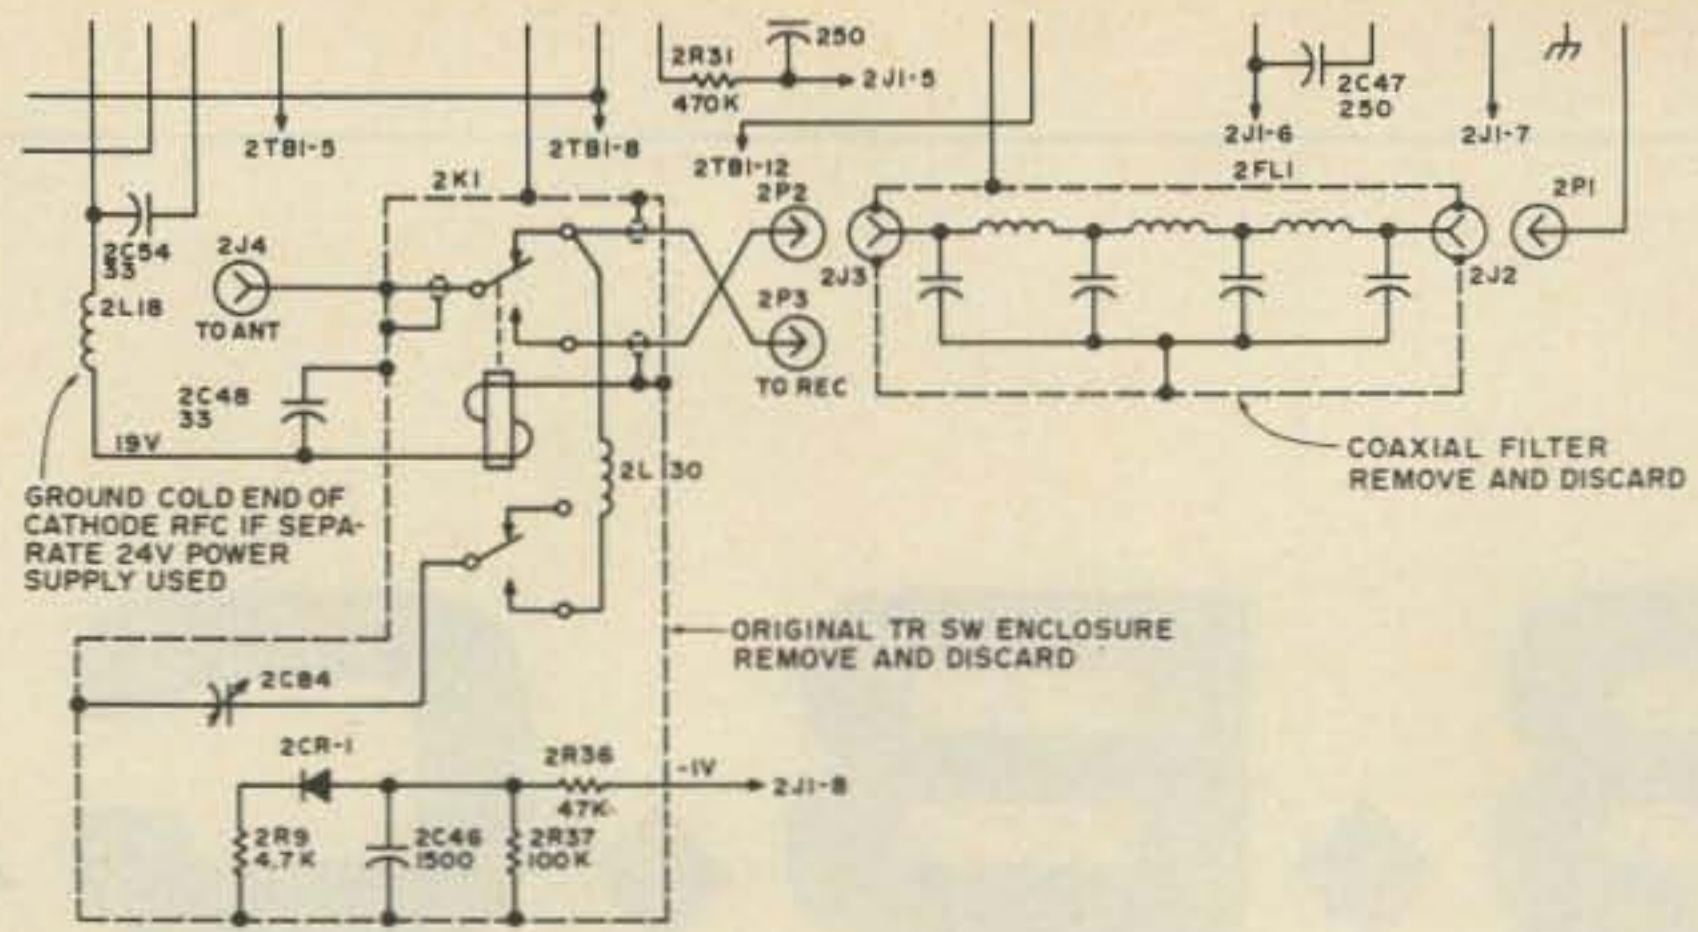 250
2R31
470K
2J1-5
2C47
250
2TB1-5
2TB1-8
2TB1-12
2J1-6
2J1-7
2K1
2P2
2FL1
2P1
2C54
33
2J4
2L18
TO ANT
2J3
2J2
2P3
TO REC
2C48
33
19V
2L130
COAXIAL FILTER
REMOVE AND DISCARD
GROUND COLD END OF
CATHODE RFC IF SEPA-
RATE 24V POWER
SUPPLY USED
ORIGINAL TR SW ENCLOSURE
REMOVE AND DISCARD
2C84
2CR-1
2R36
47K
-1V
2J1-8
2R9
4.7K
2C46
1500
2R37
100K